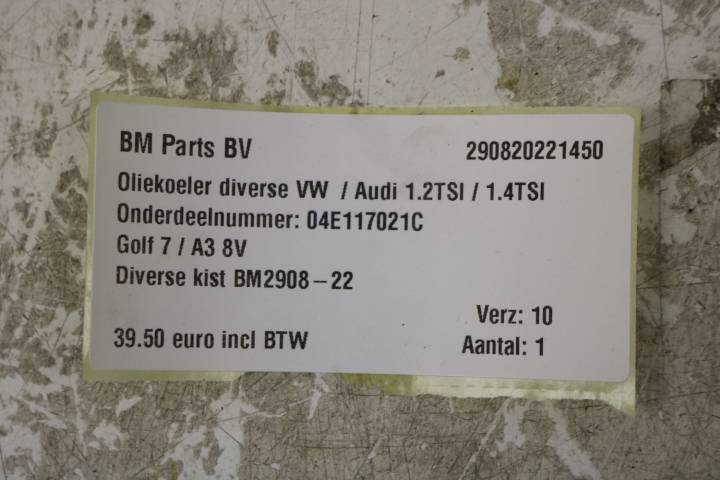 BM Parts BV 290820221450
Oliekoeler diverse VW / Audi 1.2TSI / 1.4TSI
Onderdeelnummer: 04E117021C
Golf 7 / A3 8V
Diverse kist BM2908-22
Verz: 10
39.50 euro incl BTW Aantal: 1